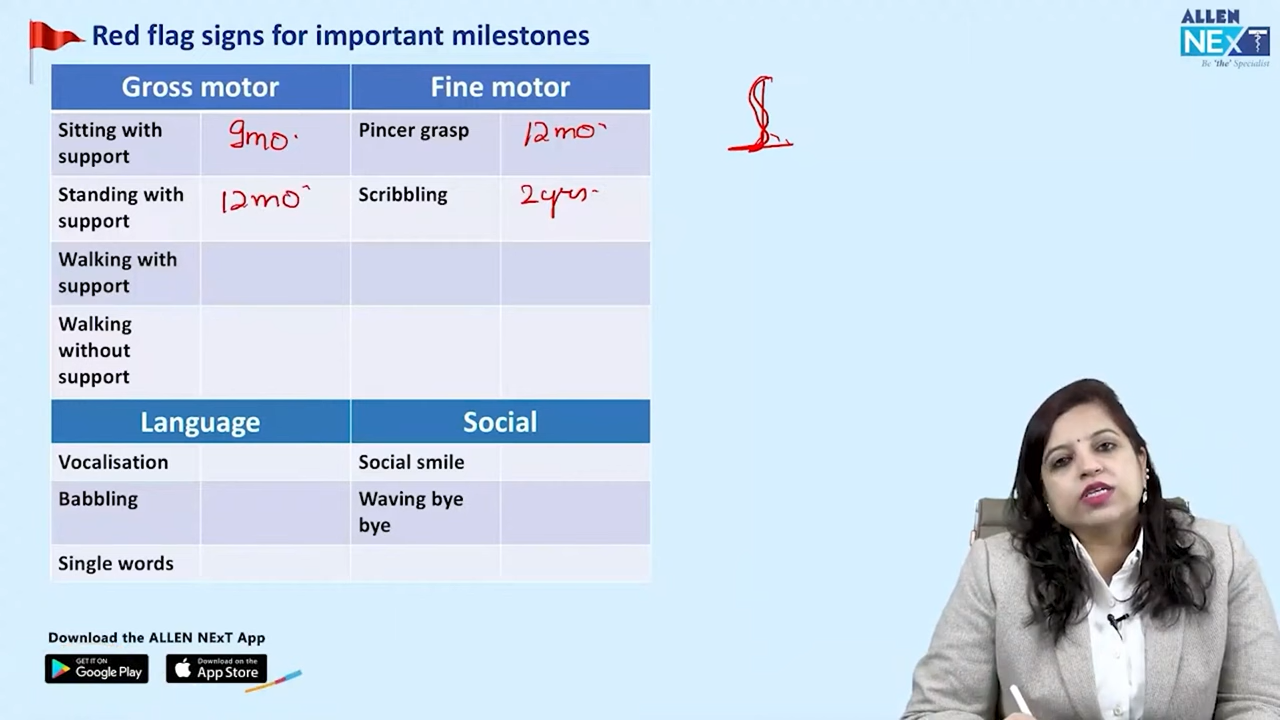 Red flag signs for important milestones
ALLEN
NExT
Be 'the' Specialist
Gross motor
Fine motor
Sitting with
support
9mo.
Pincer grasp
12mo
Standing with
support
12mo
Scribbling
2yrs.
Walking with
support
Walking
without
support
Language
Social
Vocalisation
Social smile
Babbling
Waving bye
bye
Single words
Download the ALLEN NExT App
GET IT ON
Google Play
Download on the
App Store